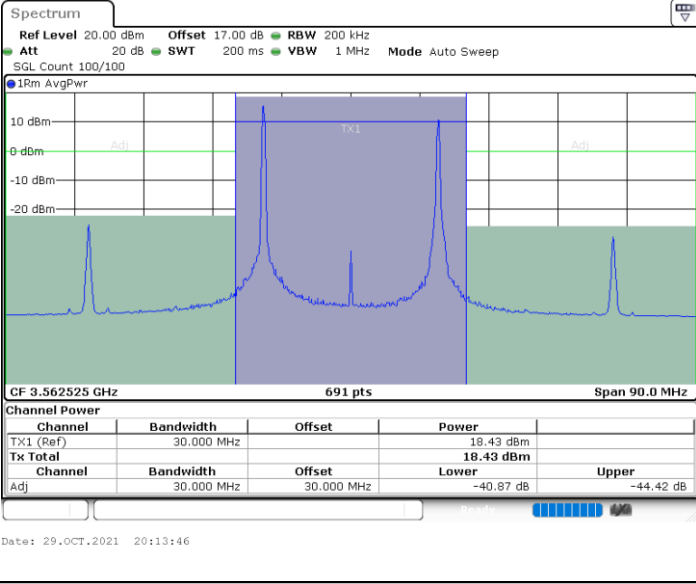 Spectrum
Ref Level 20.00 dBm Offset 17.00 dB RBW 200 kHz
Att 20 dB SWT 200 ms VBW 1 MHz Mode Auto Sweep
SGL Count 100/100
1Rm AvgPwr
10 dBm
TX1
Adj Adj
0 dBm
-10 dBm
-20 dBm
CF 3.562525 GHz 691 pts Span 90.0 MHz
Channel Power
Channel Bandwidth Offset Power
TX1 (Ref) 30.000 MHz 18.43 dBm
Tx Total 18.43 dBm
Channel Bandwidth Offset Lower Upper
Adj 30.000 MHz 30.000 MHz -40.87 dB -44.42 dB
Ready
Date: 29.OCT.2021 20:13:46